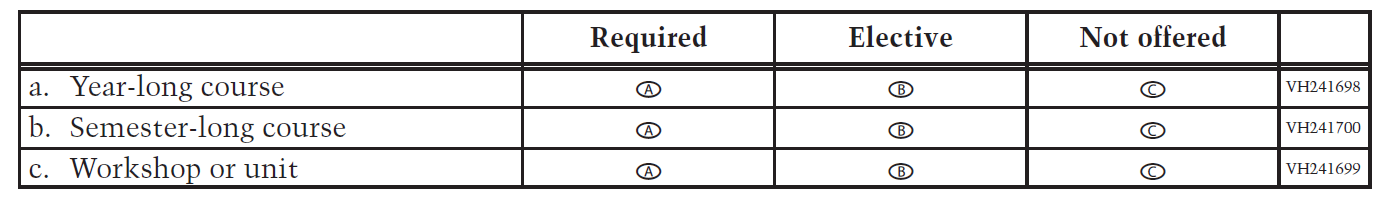 Required Elective Not offered
a. Year-long course A B C VH241698
b. Semester-long course A B C VH241700
c. Workshop or unit A B C VH241699